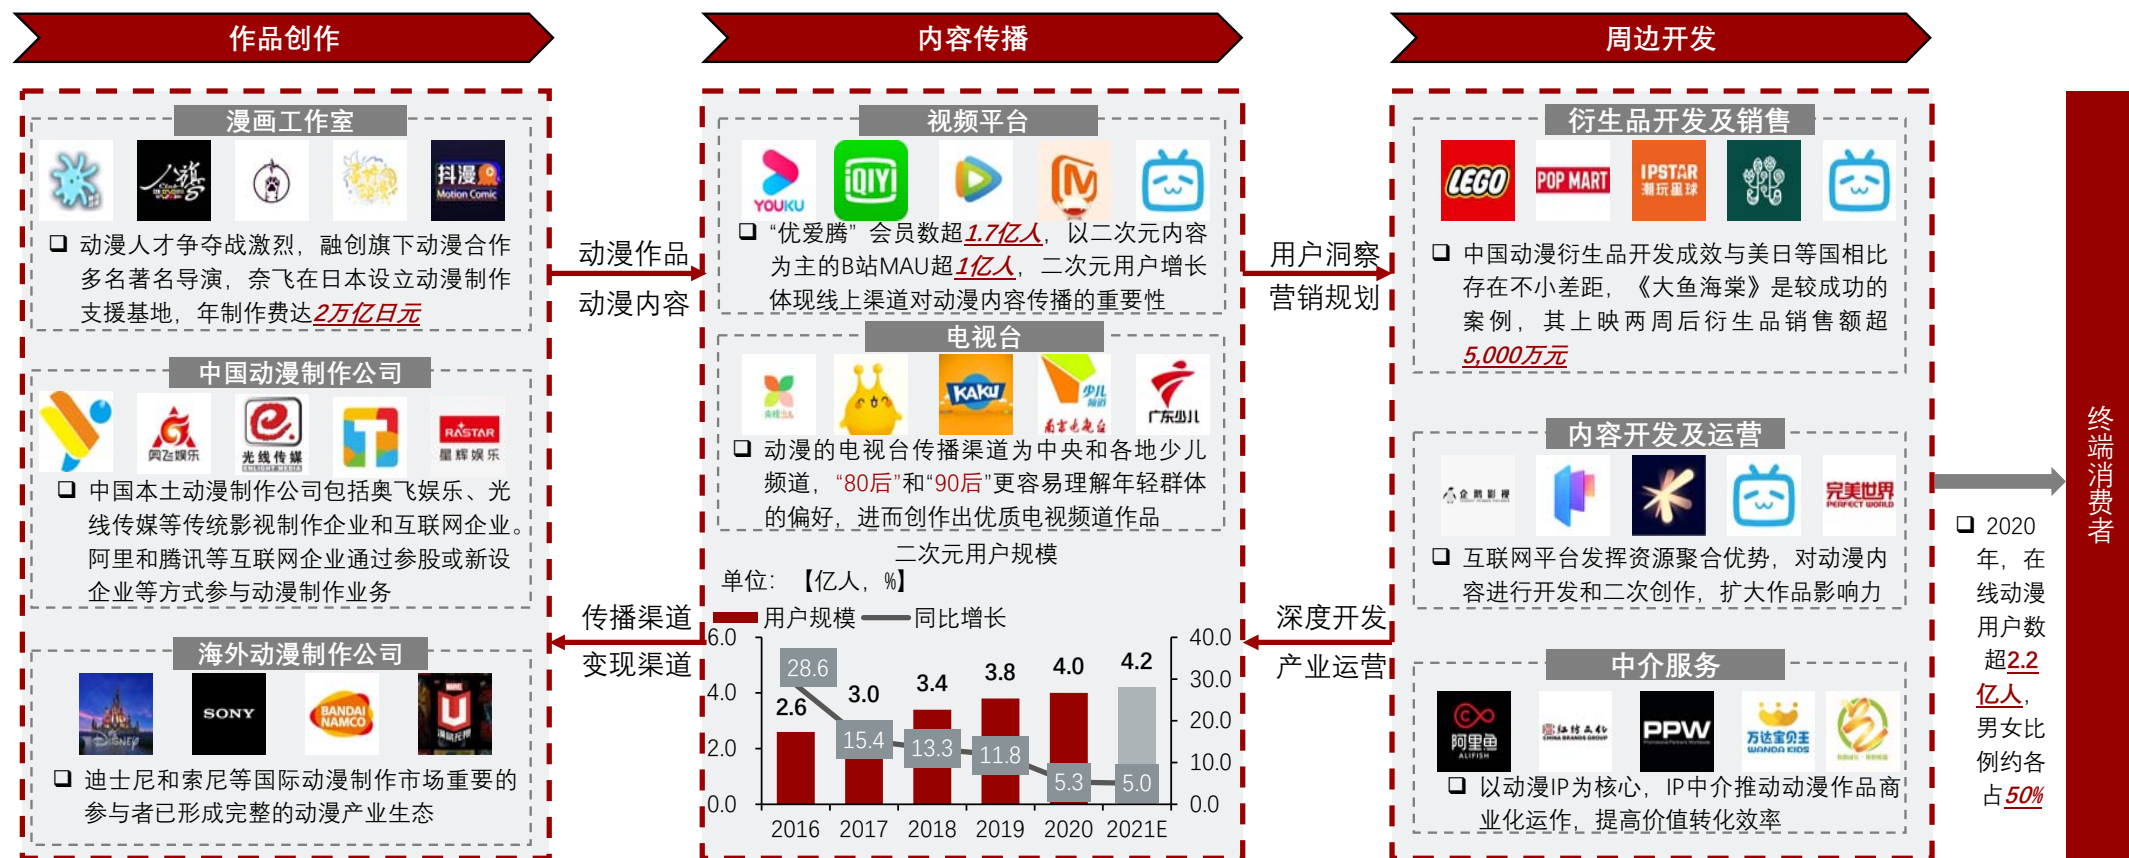 作品创作
内容传播
周边开发
漫画工作室
抖漫
Motion Comic
动漫人才争夺战激烈，融创旗下动漫合作
多名著名导演，奈飞在日本设立动漫制作
支援基地，年制作费达2万亿日元
中国动漫制作公司
奥飞娱乐
光线传媒
ENLIGHT MEDIA
RASTAR
星辉娱乐
中国本土动漫制作公司包括奥飞娱乐、光
线传媒等传统影视制作企业和互联网企业。
阿里和腾讯等互联网企业通过参股或新设
企业等方式参与动漫制作业务
海外动漫制作公司
DISNEY
SONY
BANDAI
NAMCO
MARVEL
迪士尼和索尼等国际动漫制作市场重要的
参与者已形成完整的动漫产业生态
动漫作品
动漫内容
传播渠道
变现渠道
视频平台
YOUKU
iQIYI
“优爱腾” 会员数超1.7亿人，以二次元内容
为主的B站MAU超1亿人，二次元用户增长
体现线上渠道对动漫内容传播的重要性
电视台
央视少儿
KAKU
少儿
频道
南京电视台
广东少儿
动漫的电视台传播渠道为中央和各地少儿
频道，“80后”和“90后”更容易理解年轻群体
的偏好，进而创作出优质电视频道作品
二次元用户规模
单位：【亿人，%】
用户规模
同比增长
6.0
4.0
2.0
0.0
2.6
3.0
3.4
3.8
4.0
4.2
28.6
15.4
13.3
11.8
5.3
5.0
40.0
30.0
20.0
10.0
0.0
2016 2017 2018 2019 2020 2021E
用户洞察
营销规划
深度开发
产业运营
衍生品开发及销售
LEGO
POP MART
IPSTAR
潮玩星球
中国动漫衍生品开发成效与美日等国相比
存在不小差距，《大鱼海棠》是较成功的
案例，其上映两周后衍生品销售额超
5,000万元
内容开发及运营
企鹅影视
完美世界
PERFECT WORLD
互联网平台发挥资源聚合优势，对动漫内
容进行开发和二次创作，扩大作品影响力
中介服务
阿里鱼
ALIFISH
红纺文化
CHINA BRANDS GROUP
PPW
万达宝贝王
WANDA KIDS
以动漫IP为核心，IP中介推动动漫作品商
业化运作，提高价值转化效率
2020
年，在
线动漫
用户数
超2.2
亿人，
男女比
例约各
占50%
终端消费者